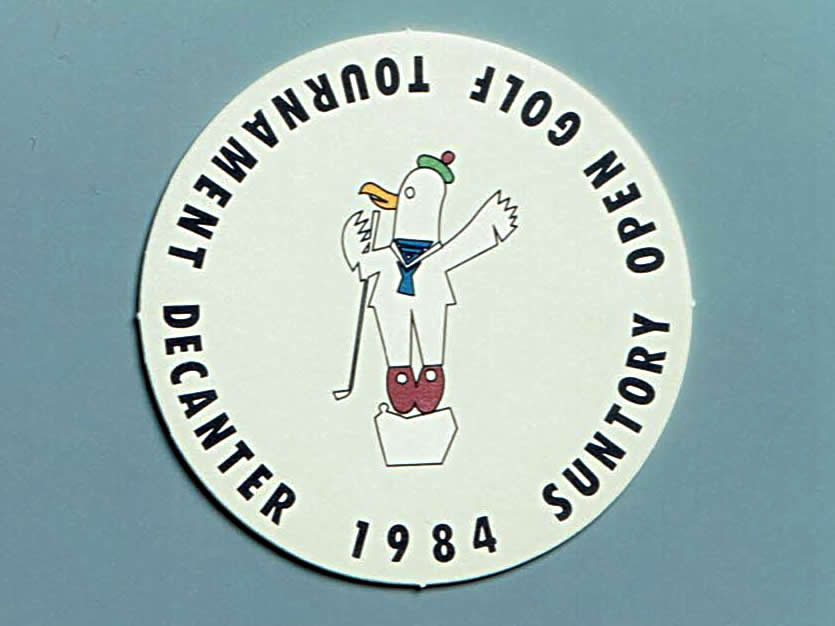 1984 SUNTORY OPEN GOLF TOURNAMENT DECANTER